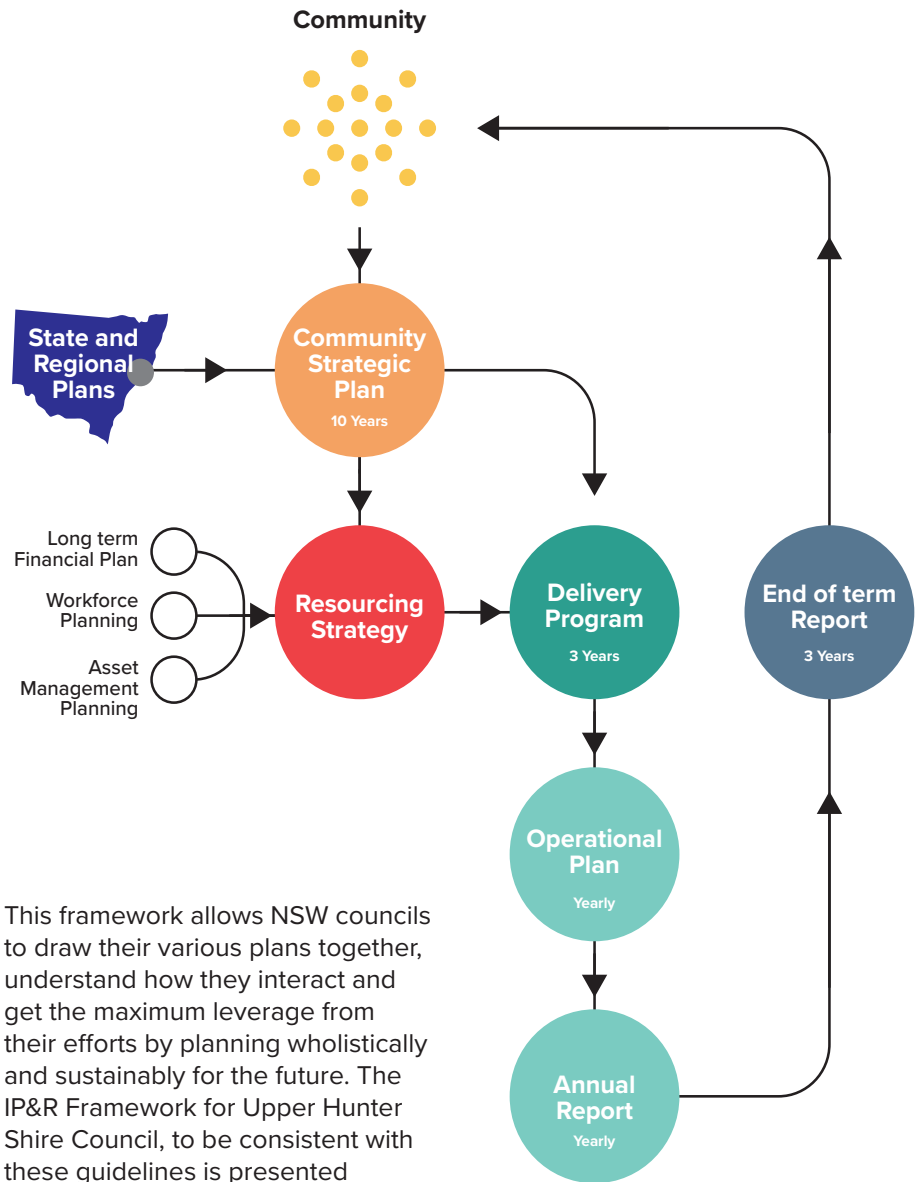 Community
State and
Regional
Plans
Community
Strategic
Plan
10 Years
Long term
Financial Plan
Workforce
Planning
Asset
Management
Planning
Resourcing
Strategy
Delivery
Program
3 Years
End of term
Report
3 Years
Operational
Plan
Yearly
Annual
Report
Yearly
This framework allows NSW councils
to draw their various plans together,
understand how they interact and
get the maximum leverage from
their efforts by planning wholistically
and sustainably for the future. The
IP&R Framework for Upper Hunter
Shire Council, to be consistent with
these guidelines is presented